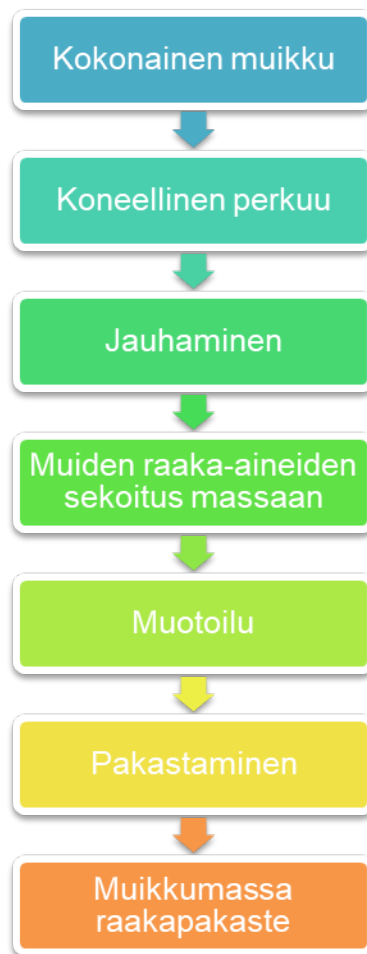 Kokonainen muikku
Koneellinen perkuu
Jauhaminen
Muiden raaka-aineiden
sekoitus massaan
Muotoilu
Pakastaminen
Muikkumassa
raakapakaste